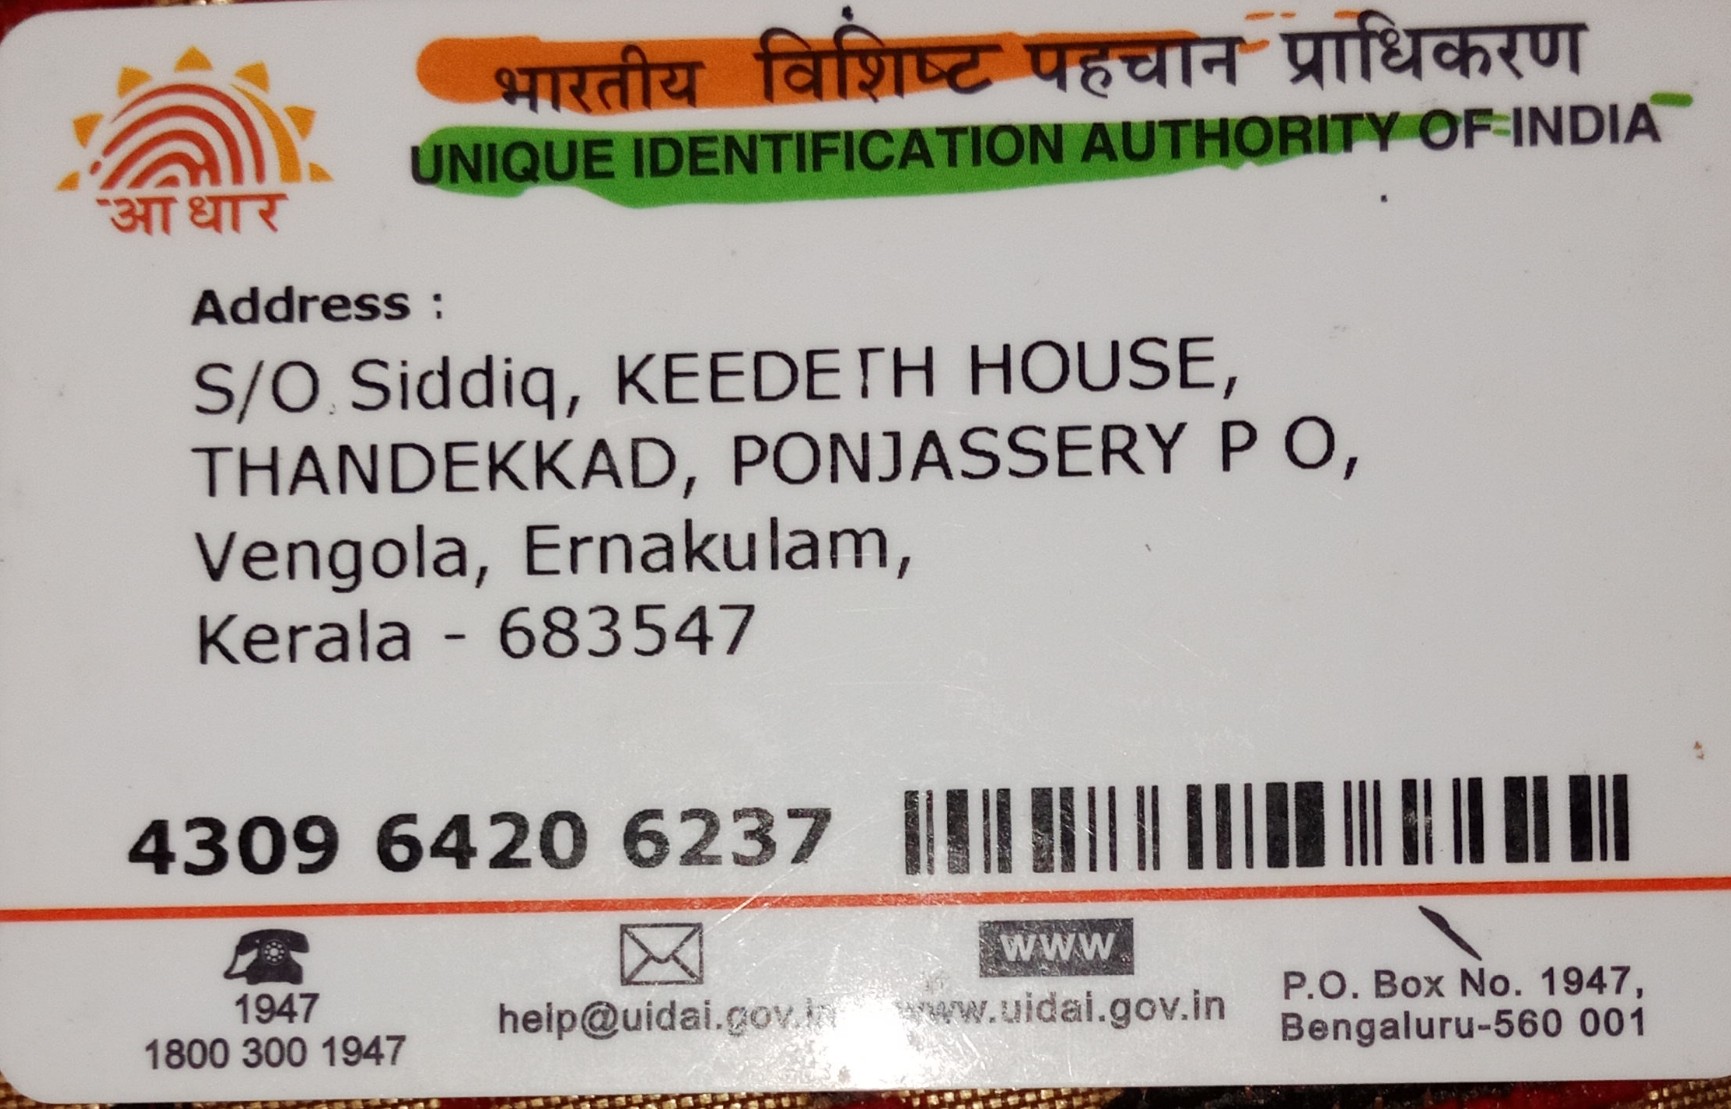 भारतीय विशिष्ट पहचान प्राधिकरण
UNIQUE IDENTIFICATION AUTHORITY OF INDIA
आधार
Address :
S/O Siddiq, KEEDETH HOUSE,
THANDEKKAD, PONJASSERY P O,
Vengola, Ernakulam,
Kerala - 683547
4309 6420 6237
1947
1800 300 1947
help@uidai.gov.in
www
www.uidai.gov.in
P.O. Box No. 1947,
Bengaluru-560 001